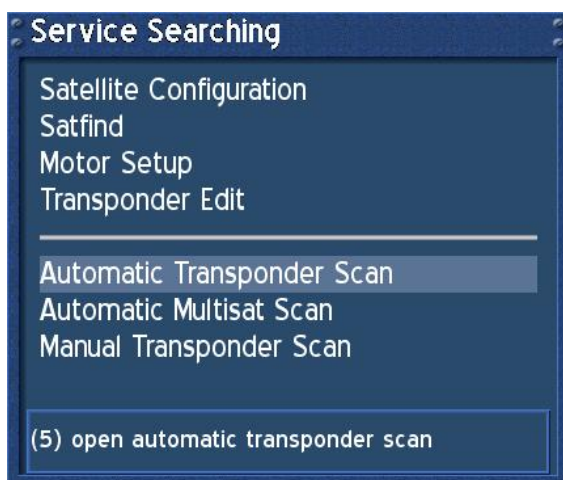 Service Searching
Satellite Configuration
Satfind
Motor Setup
Transponder Edit
Automatic Transponder Scan
Automatic Multisat Scan
Manual Transponder Scan
(5) open automatic transponder scan